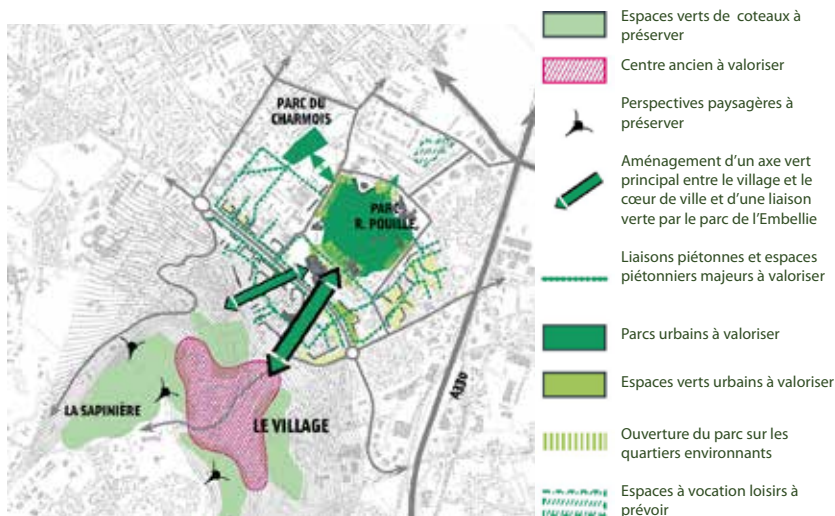 PARC DU
CHARMOIS
PARC
R. POUILLE
LA SAPINIÈRE
LE VILLAGE
A330
Espaces verts de coteaux à
préserver
Centre ancien à valoriser
Perspectives paysagères à
préserver
Aménagement d'un axe vert
principal entre le village et le
cœur de ville et d'une liaison
verte par le parc de l'Embellie
Liaisons piétonnes et espaces
piétonniers majeurs à valoriser
Parcs urbains à valoriser
Espaces verts urbains à valoriser
Ouverture du parc sur les
quartiers environnants
Espaces à vocation loisirs à
prévoir